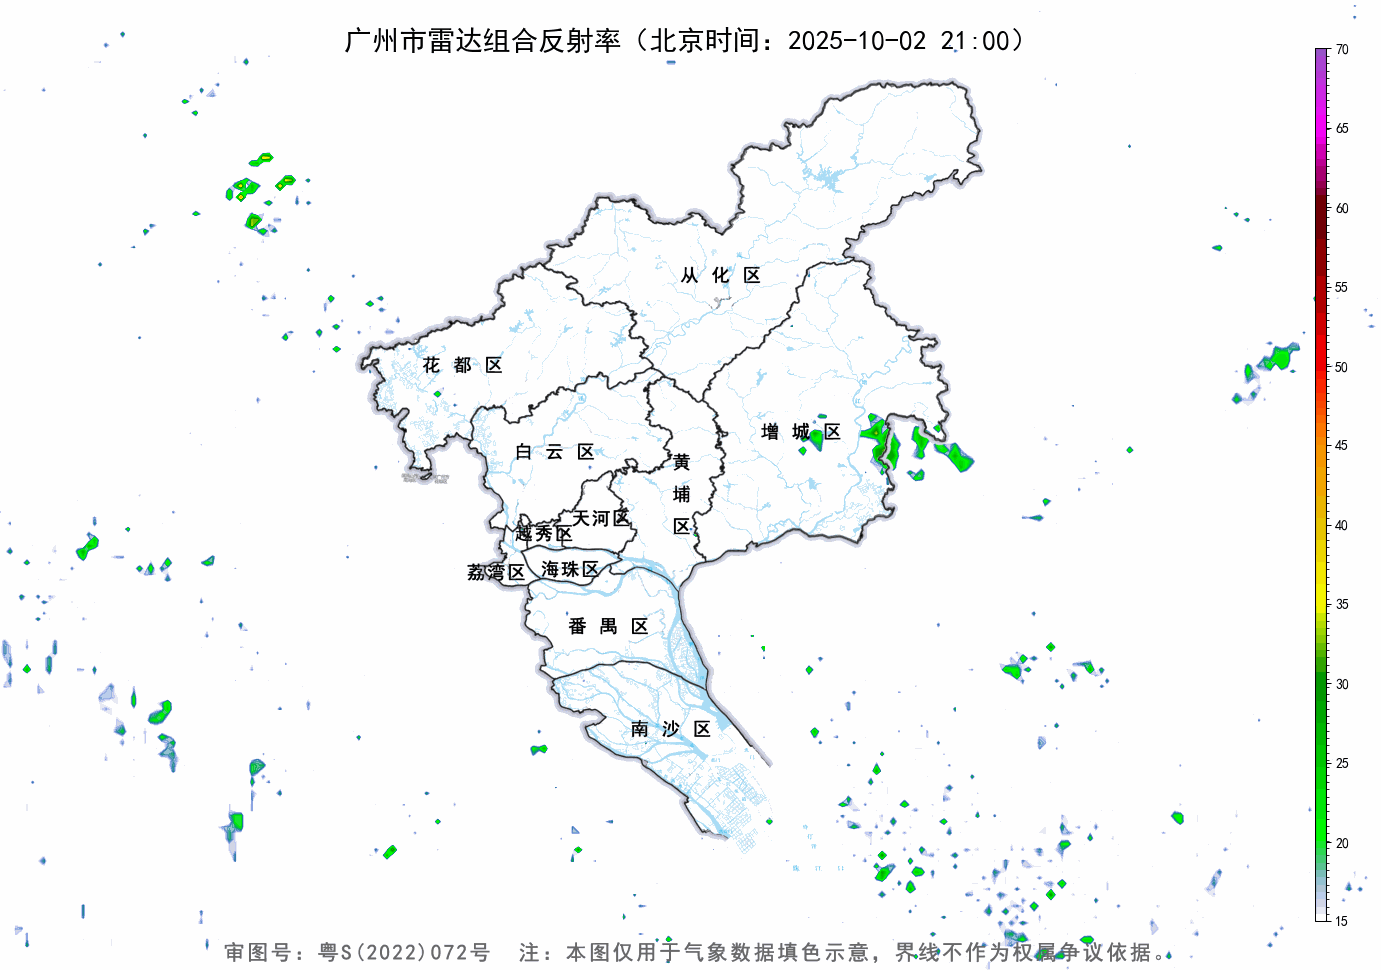 广州市雷达组合反射率（北京时间：2025-10-02 21:00）
70
65
60
55
50
45
40
35
30
25
20
15
从化区
花都区
增城区
白云区
黄埔区
天河区
越秀区
荔湾区
海珠区
番禺区
南沙区
审图号：粤S(2022)072号 注：本图仅用于气象数据填色示意，界线不作为权属争议依据。